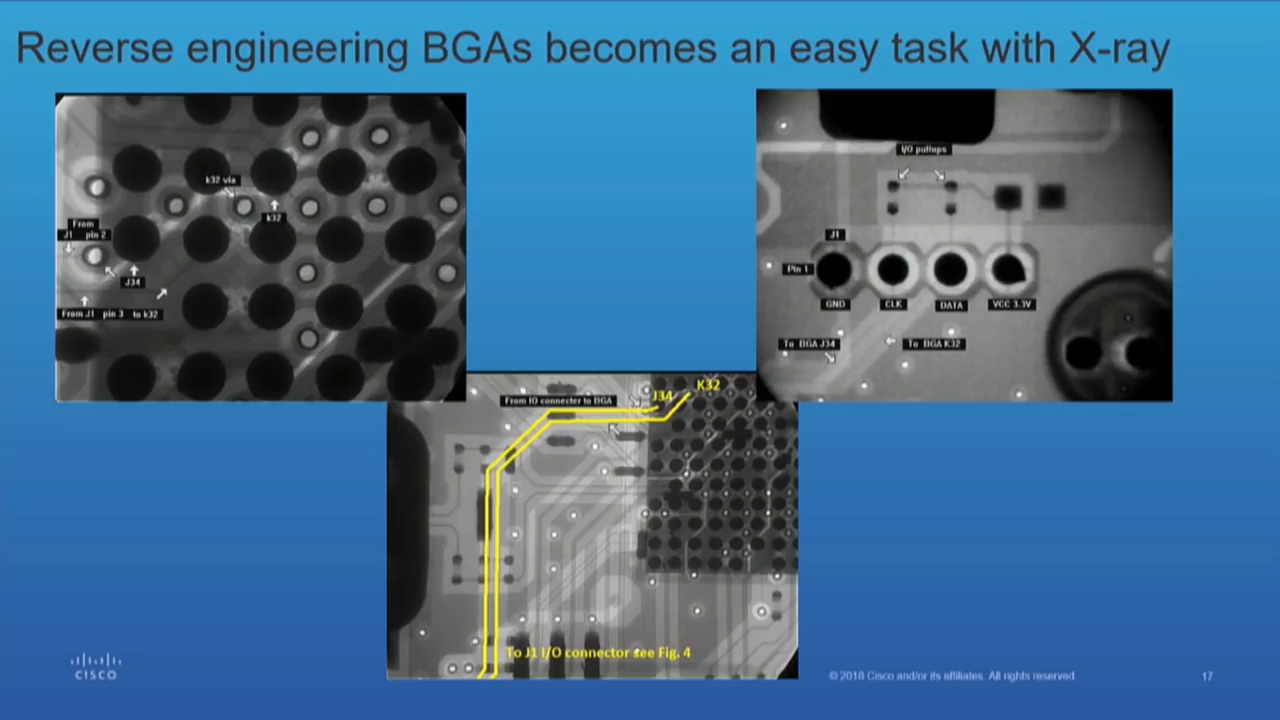 Reverse engineering BGAs becomes an easy task with X-ray
k32 via
k32
From
J1 pin 2
J34
From J1 pin 3 to k32
I/O pullups
J1
Pin 1
GND
CLK
DATA
VCC 3.3V
To BGA J34
To BGA K32
From IO connecter to BGA
J34
K32
To J1 I/O connector see Fig. 4
CISCO
© 2018 Cisco and/or its affiliates. All rights reserved
17